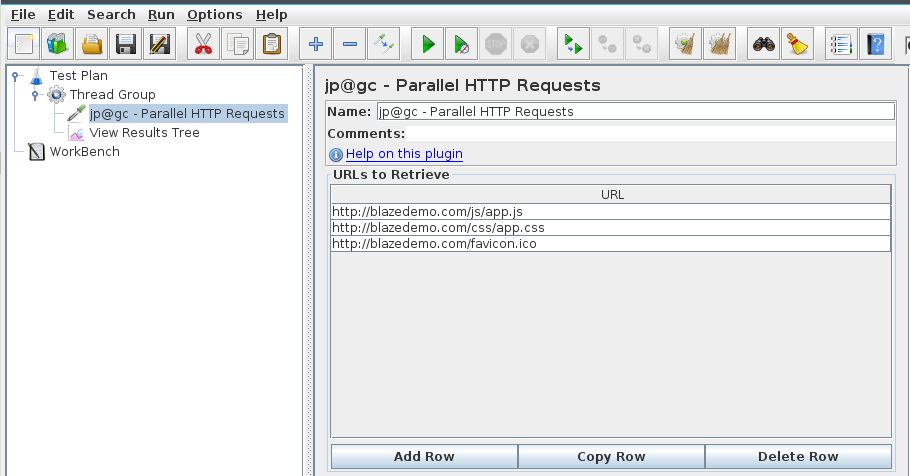 File Edit Search Run Options Help
STOP
Test Plan
Thread Group
jp@gc - Parallel HTTP Requests
View Results Tree
WorkBench
jp@gc - Parallel HTTP Requests
Name: jp@gc - Parallel HTTP Requests
Comments:
Help on this plugin
URLs to Retrieve
URL
http://blazedemo.com/js/app.js
http://blazedemo.com/css/app.css
http://blazedemo.com/favicon.ico
Add Row Copy Row Delete Row